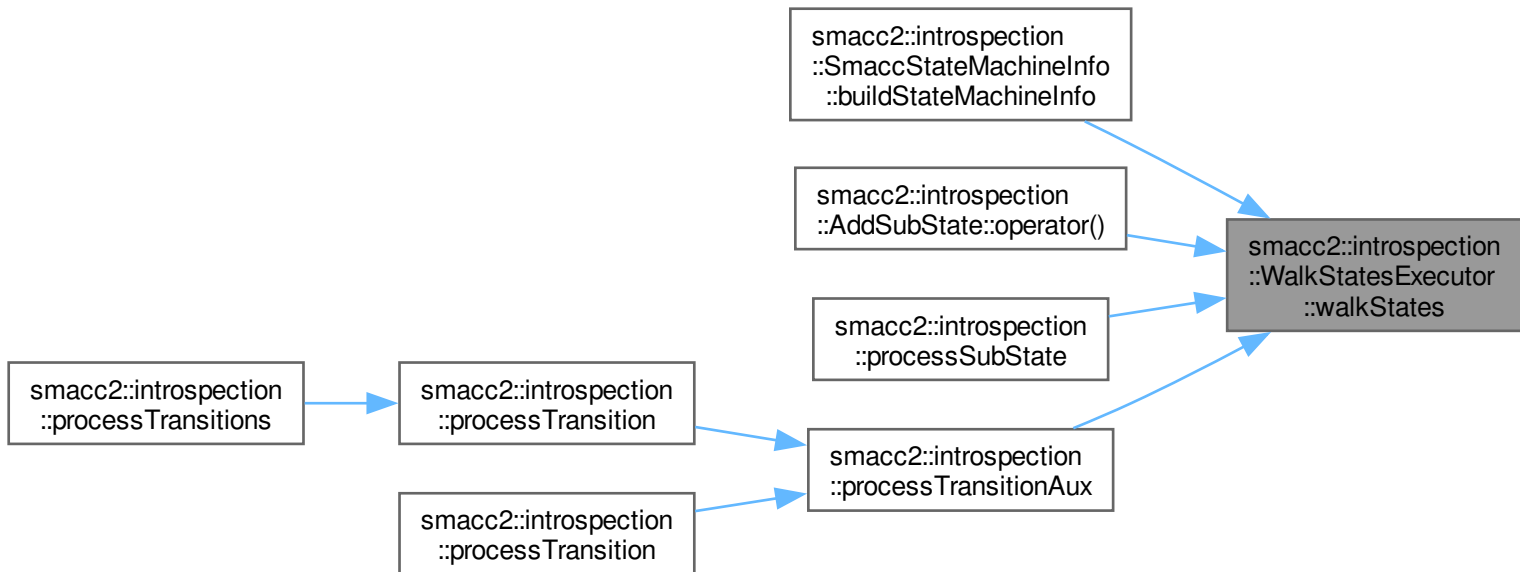 smacc2::introspection
::SmaccStateMachineInfo
::buildStateMachineInfo
smacc2::introspection
::AddSubState::operator()
smacc2::introspection
::WalkStatesExecutor
::walkStates
smacc2::introspection
::processSubState
smacc2::introspection
::processTransitions
smacc2::introspection
::processTransition
smacc2::introspection
::processTransitionAux
smacc2::introspection
::processTransition